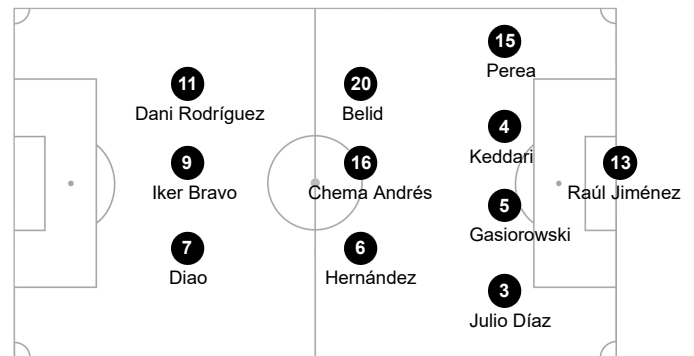 15
Perea
11
Dani Rodríguez
20
Belid
4
Keddari
9
Iker Bravo
16
Chema Andrés
13
Raúl Jiménez
5
Gasiorowski
7
Diao
6
Hernández
3
Julio Díaz